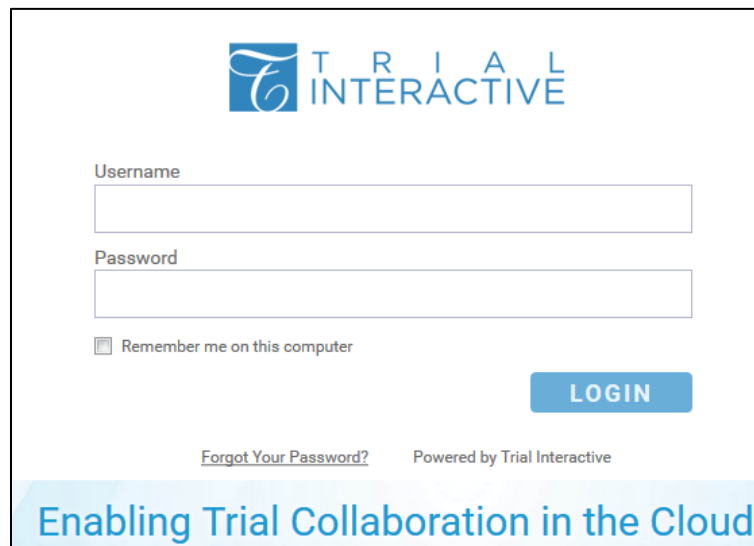 TRIAL
INTERACTIVE
Username
Password
Remember me on this computer
LOGIN
Forgot Your Password? Powered by Trial Interactive
Enabling Trial Collaboration in the Cloud